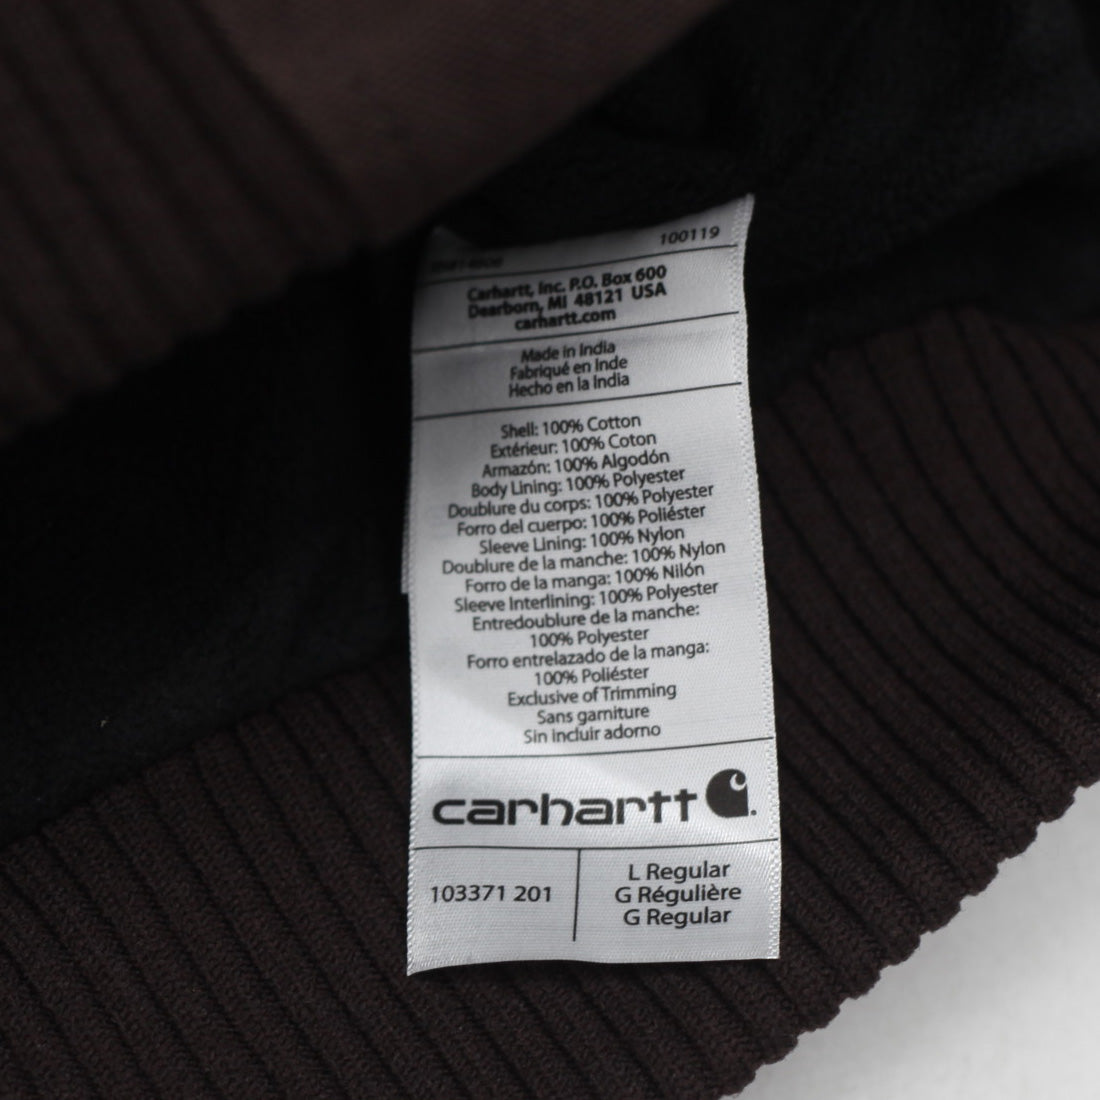 100119
Carhartt, Inc. P.O. Box 600
Dearborn, MI 48121 USA
carhartt.com
Made in India
Fabriqué en Inde
Hecho en la India
Shell: 100% Cotton
Extérieur: 100% Coton
Armazón: 100% Algodón
Body Lining: 100% Polyester
Doublure du corps: 100% Polyester
Forro del cuerpo: 100% Poliéster
Sleeve Lining: 100% Nylon
Doublure de la manche: 100% Nylon
Forro de la manga: 100% Nilón
Sleeve Interlining: 100% Polyester
Entredoublure de la manche:
100% Polyester
Forro entrelazado de la manga:
100% Poliéster
Exclusive of Trimming
Sans garniture
Sin incluir adorno
carhartt
103371 201
L Regular
G Régulière
G Regular